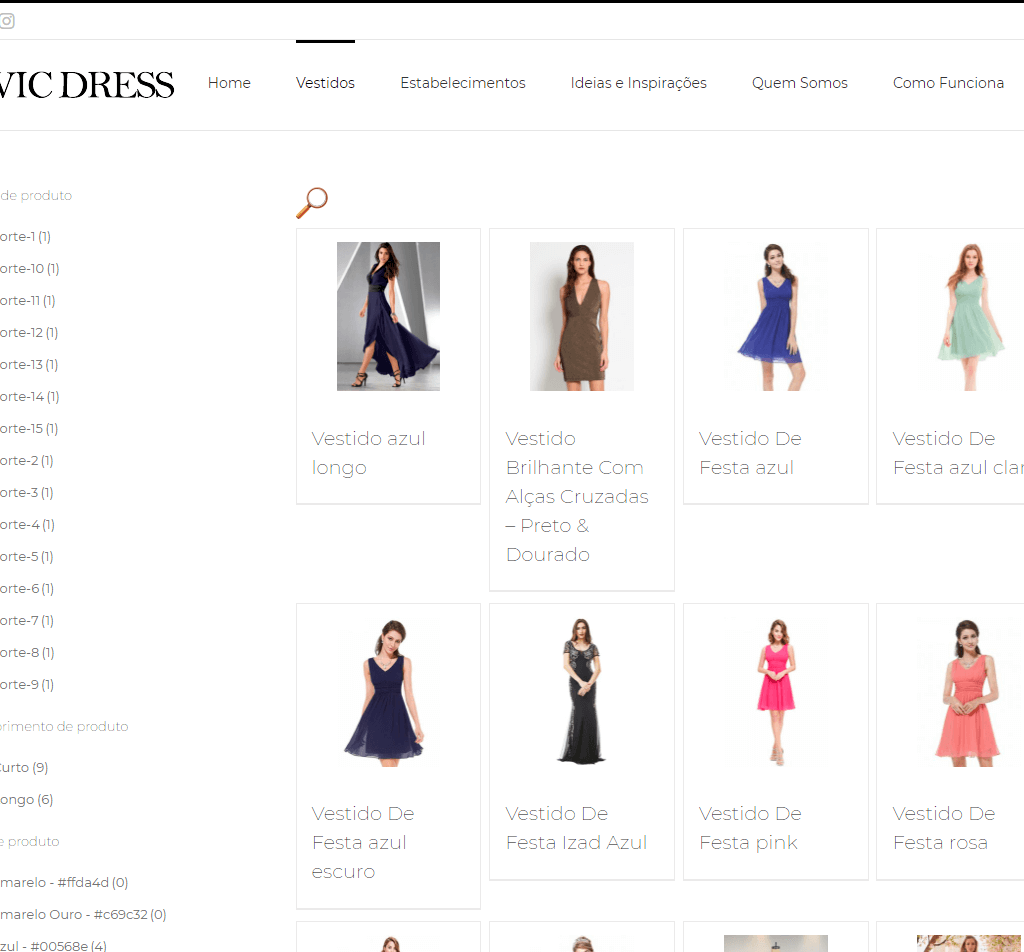 VIC DRESS
Home
Vestidos
Estabelecimentos
Ideias e Inspirações
Quem Somos
Como Funciona
de produto
orte-1 (1)
orte-10 (1)
orte-11 (1)
orte-12 (1)
orte-13 (1)
orte-14 (1)
orte-15 (1)
orte-2 (1)
orte-3 (1)
orte-4 (1)
orte-5 (1)
orte-6 (1)
orte-7 (1)
orte-8 (1)
orte-9 (1)
primento de produto
Curto (9)
ongo (6)
e produto
marelo - #ffda4d (0)
marelo Ouro - #c69c32 (0)
zul - #00568e (4)
Vestido azul
longo
Vestido
Brilhante Com
Alças Cruzadas
– Preto &
Dourado
Vestido De
Festa azul
Vestido De
Festa azul clar
Vestido De
Festa azul
escuro
Vestido De
Festa Izad Azul
Vestido De
Festa pink
Vestido De
Festa rosa